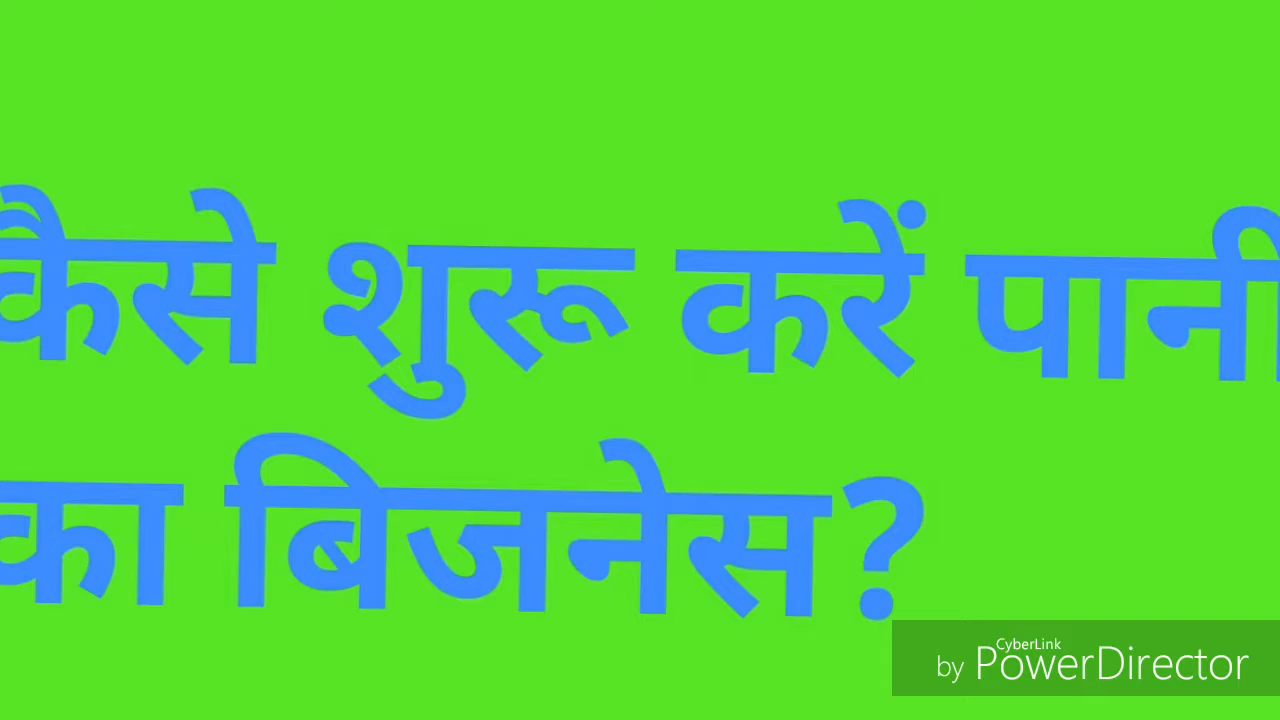 कैसे शुरू करें पानी
का बिजनेस?
CyberLink
by PowerDirector